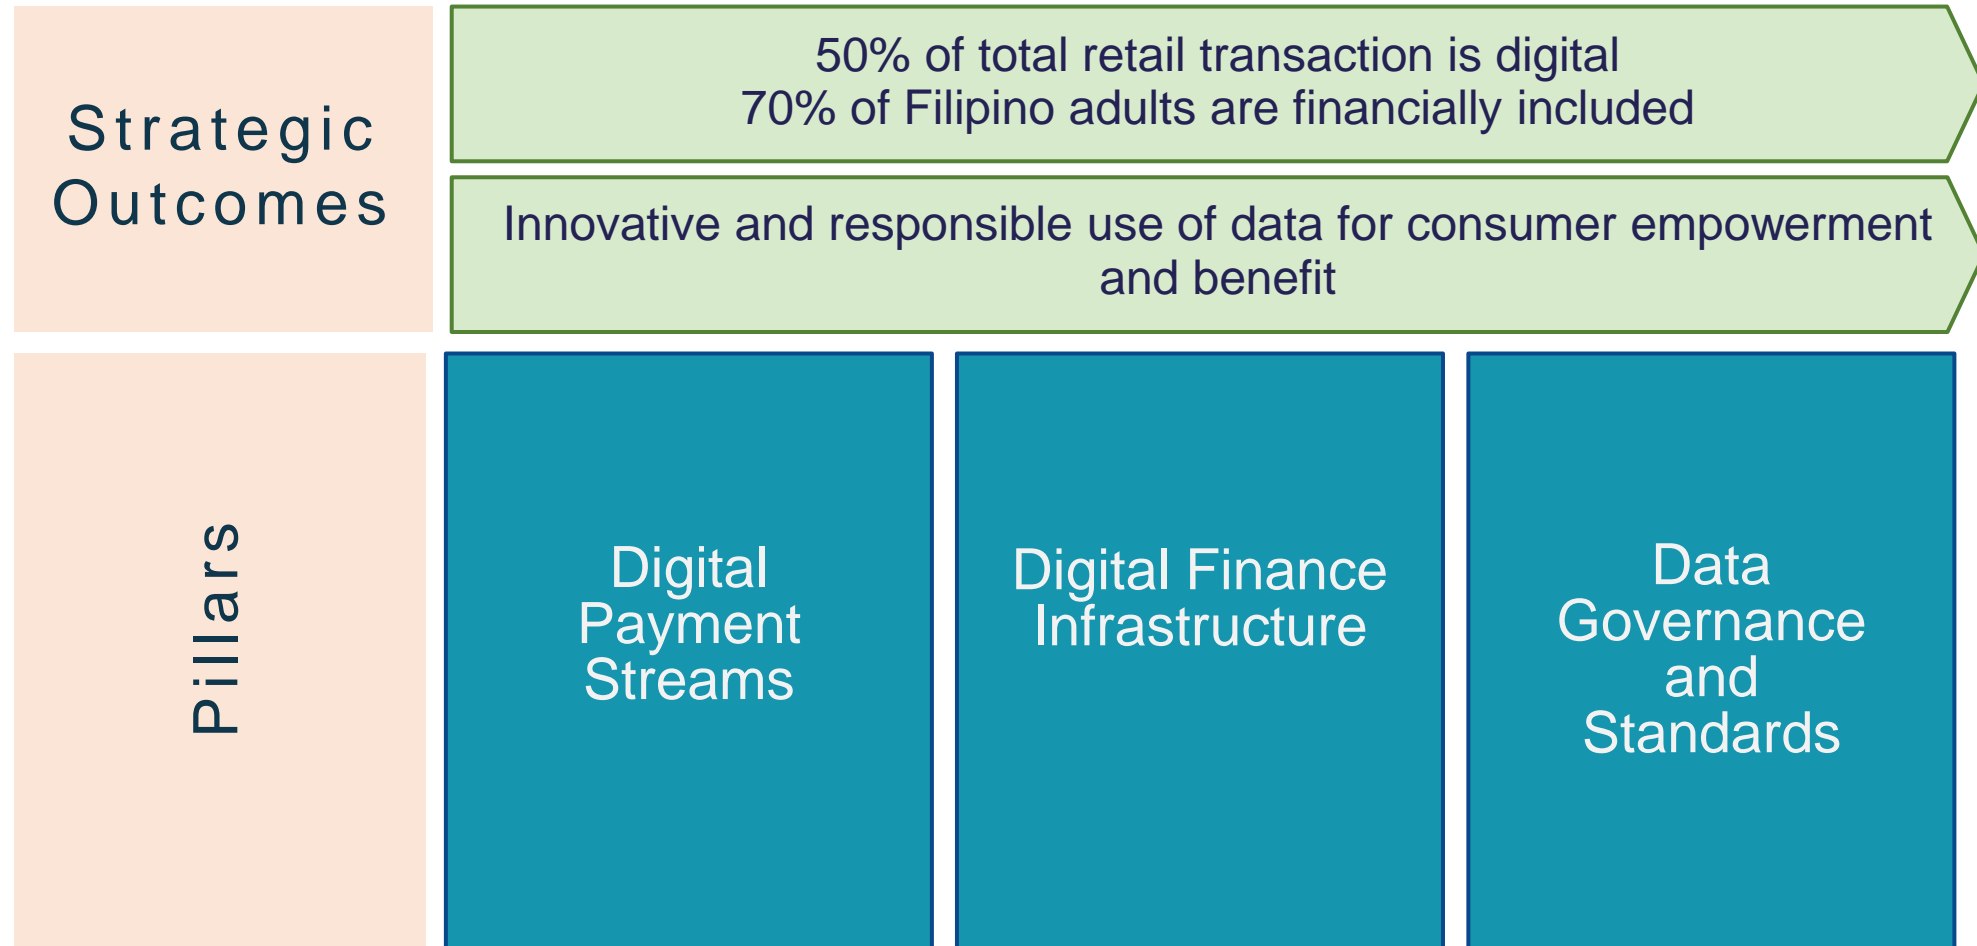 Strategic
Outcomes
50% of total retail transaction is digital
70% of Filipino adults are financially included
Innovative and responsible use of data for consumer empowerment
and benefit
Pillars
Digital
Payment
Streams
Digital Finance
Infrastructure
Data
Governance
and
Standards